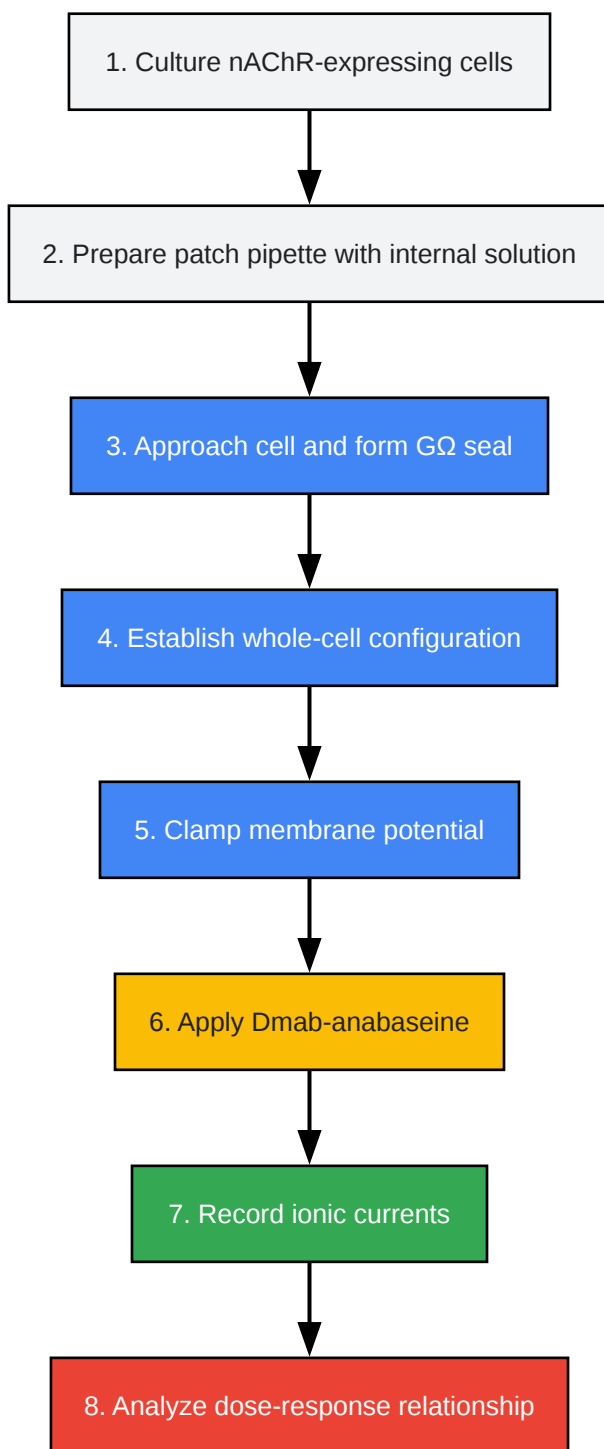 1. Culture nAChR-expressing cells
2. Prepare patch pipette with internal solution
3. Approach cell and form GΩ seal
4. Establish whole-cell configuration
5. Clamp membrane potential
6. Apply Dmab-anabaseine
7. Record ionic currents
8. Analyze dose-response relationship